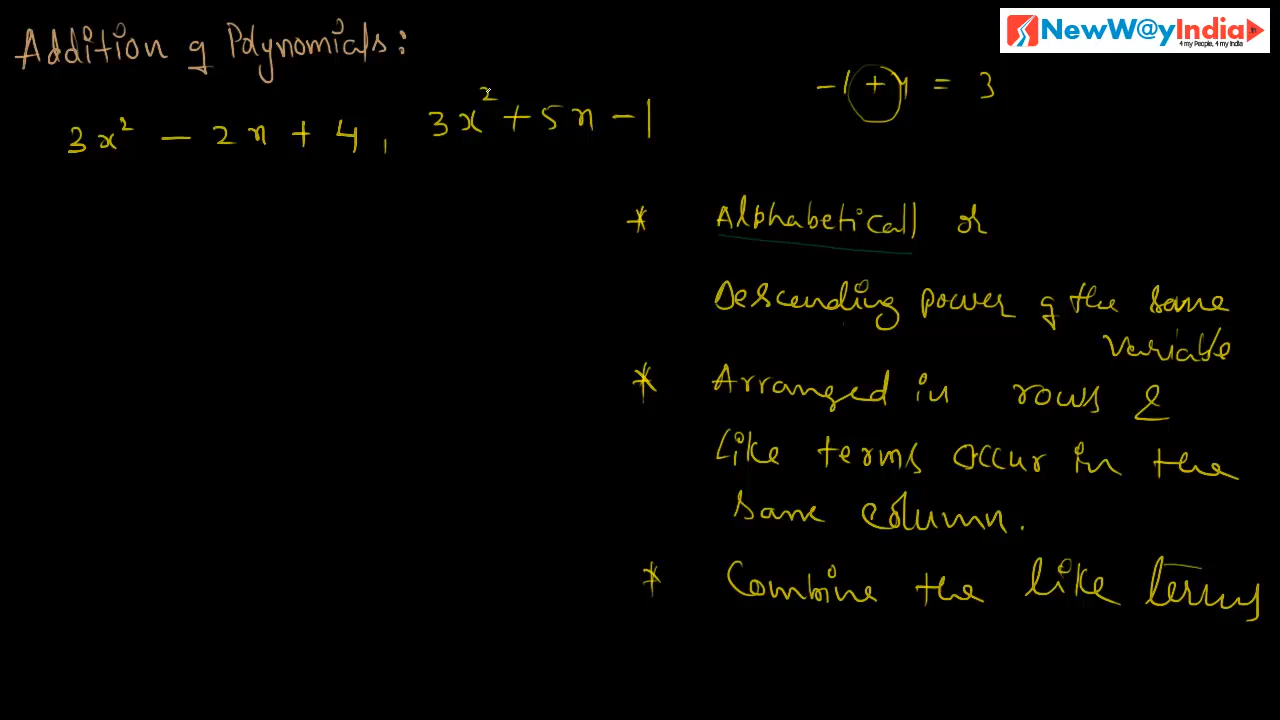 Addition of Polynomials:
NewW@yIndia.in
4 my People, 4 my India
-1 + 4 = 3
3x² - 2x + 4, 3x² + 5x - 1
* Alphabetical or
Descending power of the same
variable
* Arranged in rows &
like terms occur in the
same column.
* Combine the like terms